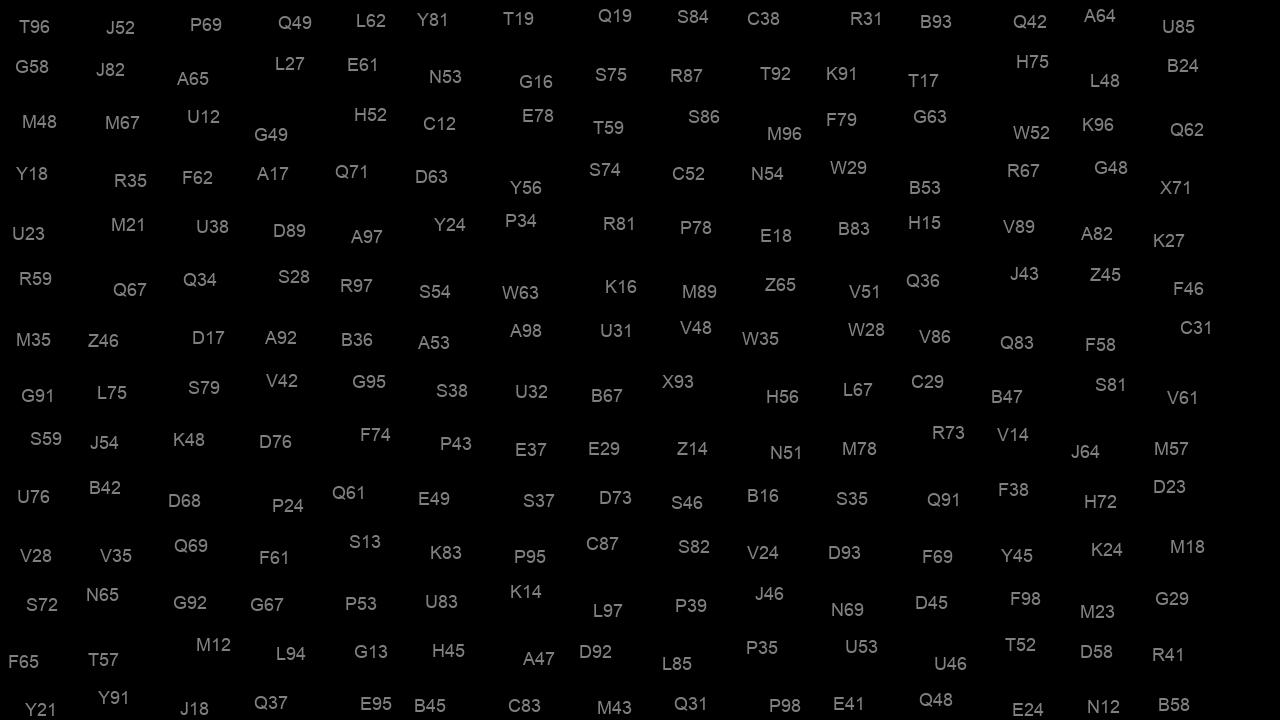 T96 J52 P69 Q49 L62 Y81 T19 Q19 S84 C38 R31 B93 Q42 A64 U85
G58 J82 A65 L27 E61 N53 G16 S75 R87 T92 K91 T17 H75 L48 B24
M48 M67 U12 G49 H52 C12 E78 T59 S86 M96 F79 G63 W52 K96 Q62
Y18 R35 F62 A17 Q71 D63 Y56 S74 C52 N54 W29 B53 R67 G48 X71
U23 M21 U38 D89 A97 Y24 P34 R81 P78 E18 B83 H15 V89 A82 K27
R59 Q67 Q34 S28 R97 S54 W63 K16 M89 Z65 V51 Q36 J43 Z45 F46
M35 Z46 D17 A92 B36 A53 A98 U31 V48 W35 W28 V86 Q83 F58 C31
G91 L75 S79 V42 G95 S38 U32 B67 X93 H56 L67 C29 B47 S81 V61
S59 J54 K48 D76 F74 P43 E37 E29 Z14 N51 M78 R73 V14 J64 M57
U76 B42 D68 P24 Q61 E49 S37 D73 S46 B16 S35 Q91 F38 H72 D23
V28 V35 Q69 F61 S13 K83 P95 C87 S82 V24 D93 F69 Y45 K24 M18
S72 N65 G92 G67 P53 U83 K14 L97 P39 J46 N69 D45 F98 M23 G29
F65 T57 M12 L94 G13 H45 A47 D92 L85 P35 U53 U46 T52 D58 R41
Y21 Y91 J18 Q37 E95 B45 C83 M43 Q31 P98 E41 Q48 E24 N12 B58